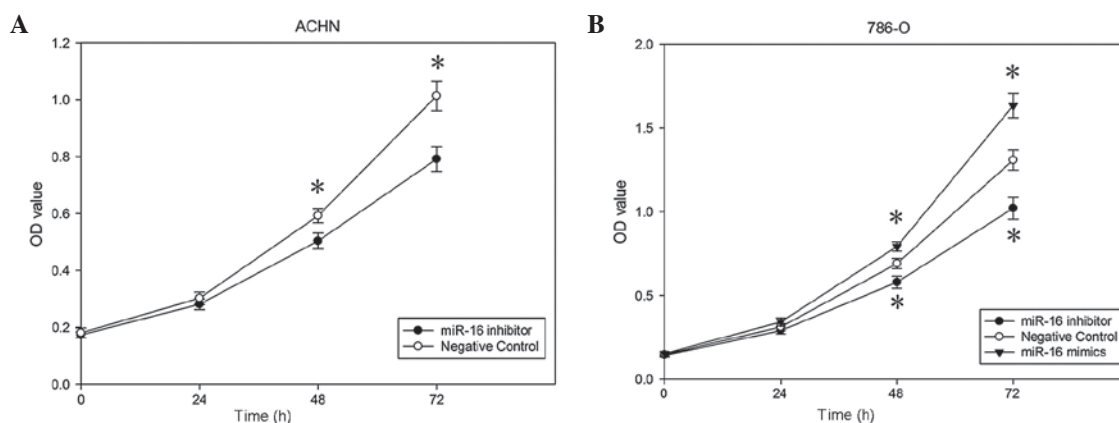 A
ACHN
1.2
1.0
0.8
0.6
0.4
0.2
0.0
OD value
0
24
48
72
Time (h)
*
*
miR-16 inhibitor
Negative Control
B
786-O
2.0
1.5
1.0
0.5
0.0
OD value
0
24
48
72
Time (h)
*
*
*
*
miR-16 inhibitor
Negative Control
miR-16 mimics